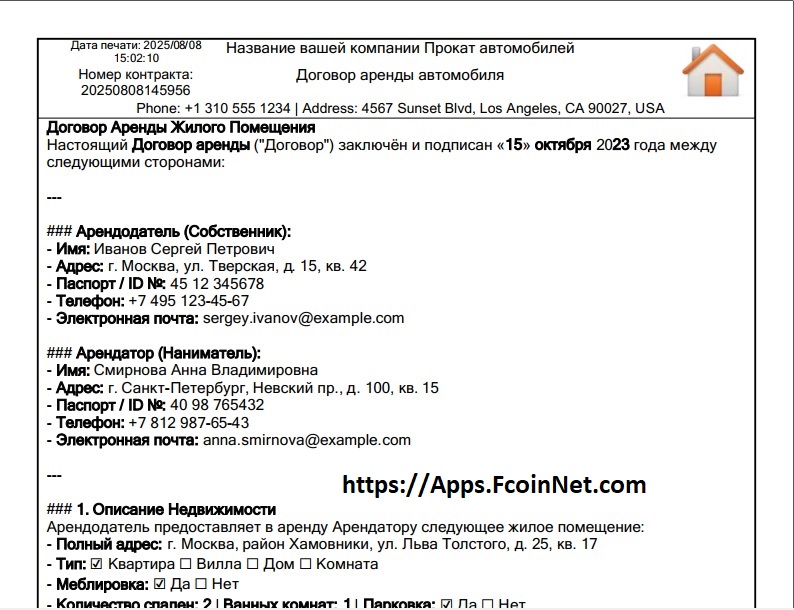 Дата печати: 2025/08/08
15:02:10
Номер контракта:
20250808145956
Название вашей компании Прокат автомобилей
Договор аренды автомобиля
Phone: +1 310 555 1234 | Address: 4567 Sunset Blvd, Los Angeles, CA 90027, USA
Договор Аренды Жилого Помещения
Настоящий Договор аренды ("Договор") заключён и подписан «15» октября 2023 года между
следующими сторонами:
---
### Арендодатель (Собственник):
- Имя: Иванов Сергей Петрович
- Адрес: г. Москва, ул. Тверская, д. 15, кв. 42
- Паспорт / ID №: 45 12 345678
- Телефон: +7 495 123-45-67
- Электронная почта: sergey.ivanov@example.com
### Арендатор (Наниматель):
- Имя: Смирнова Анна Владимировна
- Адрес: г. Санкт-Петербург, Невский пр., д. 100, кв. 15
- Паспорт / ID №: 40 98 765432
- Телефон: +7 812 987-65-43
- Электронная почта: anna.smirnova@example.com
---
https://Apps.FcoinNet.com
### 1. Описание Недвижимости
Арендодатель предоставляет в аренду Арендатору следующее жилое помещение:
- Полный адрес: г. Москва, район Хамовники, ул. Льва Толстого, д. 25, кв. 17
- Тип: ☑ Квартира ☐ Вилла ☐ Дом ☐ Комната
- Меблировка: ☑ Да ☐ Нет
- Количество спален: 2 | Ванных комнат: 1 | Парковка: ☑ Да ☐ Нет